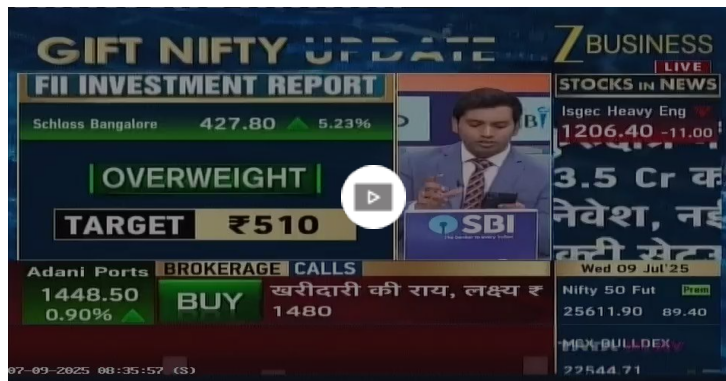 GIFT NIFTY UPDATE
Z BUSINESS
LIVE
FII INVESTMENT REPORT
Schloss Bangalore 427.80 5.23%
OVERWEIGHT
TARGET ₹510
SBI
STOCKS IN NEWS
Isgec Heavy Eng
1206.40 -11.00
3.5 Cr
निवेश, नई
Adani Ports
1448.50
0.90%
BROKERAGE CALLS
BUY
खरीदारी की राय, लक्ष्य ₹
1480
Wed 09 Jul'25
Nifty 50 Fut Prem
25611.90 89.40
MCX BULLDEX
22544.71
07-09-2025 08:35:57 (S)